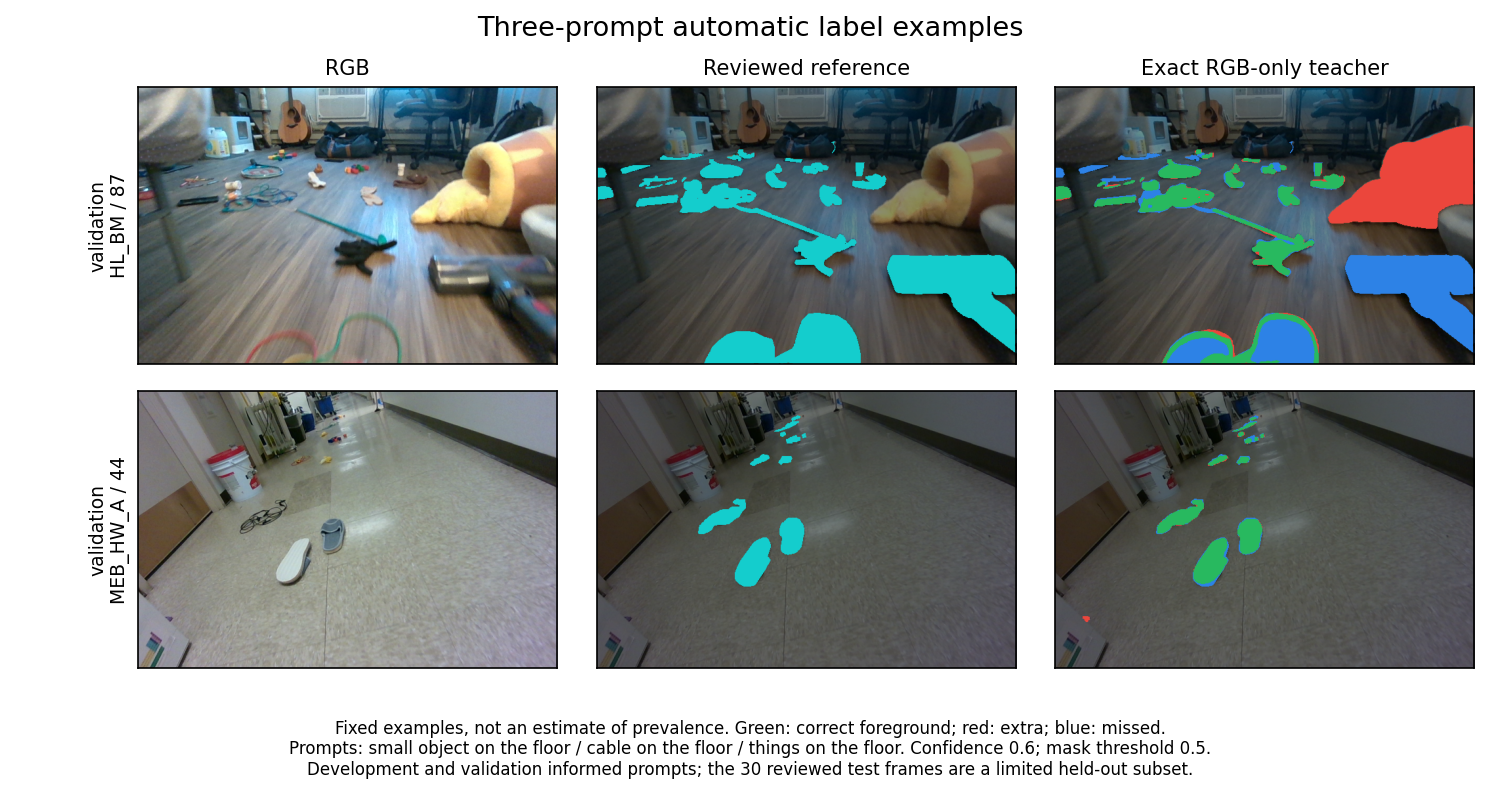 Three-prompt automatic label examples
RGB
Reviewed reference
Exact RGB-only teacher
validation
HL_BM / 87
validation
MEB_HW_A / 44
Fixed examples, not an estimate of prevalence. Green: correct foreground; red: extra; blue: missed.
Prompts: small object on the floor / cable on the floor / things on the floor. Confidence 0.6; mask threshold 0.5.
Development and validation informed prompts; the 30 reviewed test frames are a limited held-out subset.